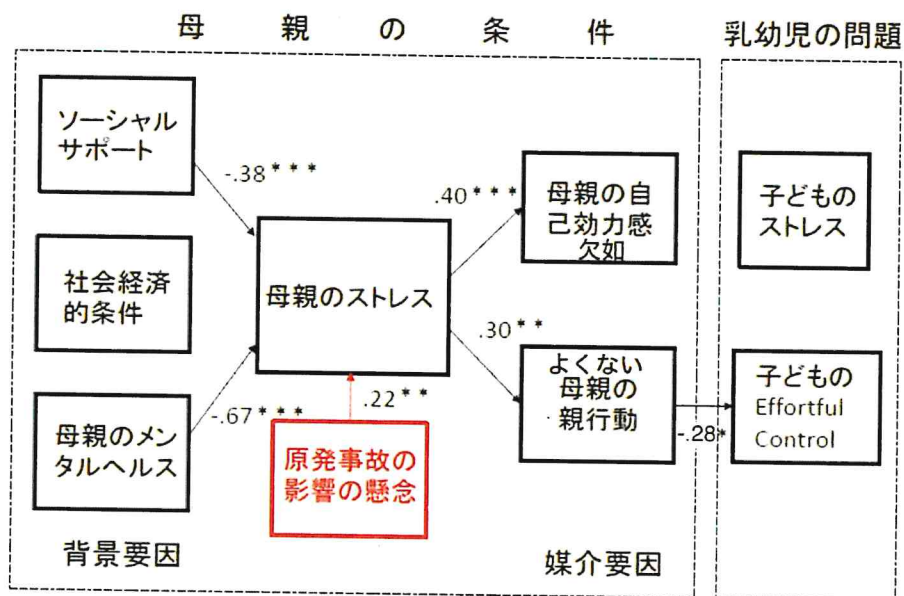 母親の条件
乳幼児の問題
ソーシャル
サポート
-.38***
社会経済
的条件
母親のメン
タルヘルス
-.67***
母親のストレス
.22**
原発事故の
影響の懸念
.40***
母親の自
己効力感
欠如
.30**
よくない
母親の
親行動
-.28*
子どもの
ストレス
子どもの
Effortful
Control
背景要因
媒介要因